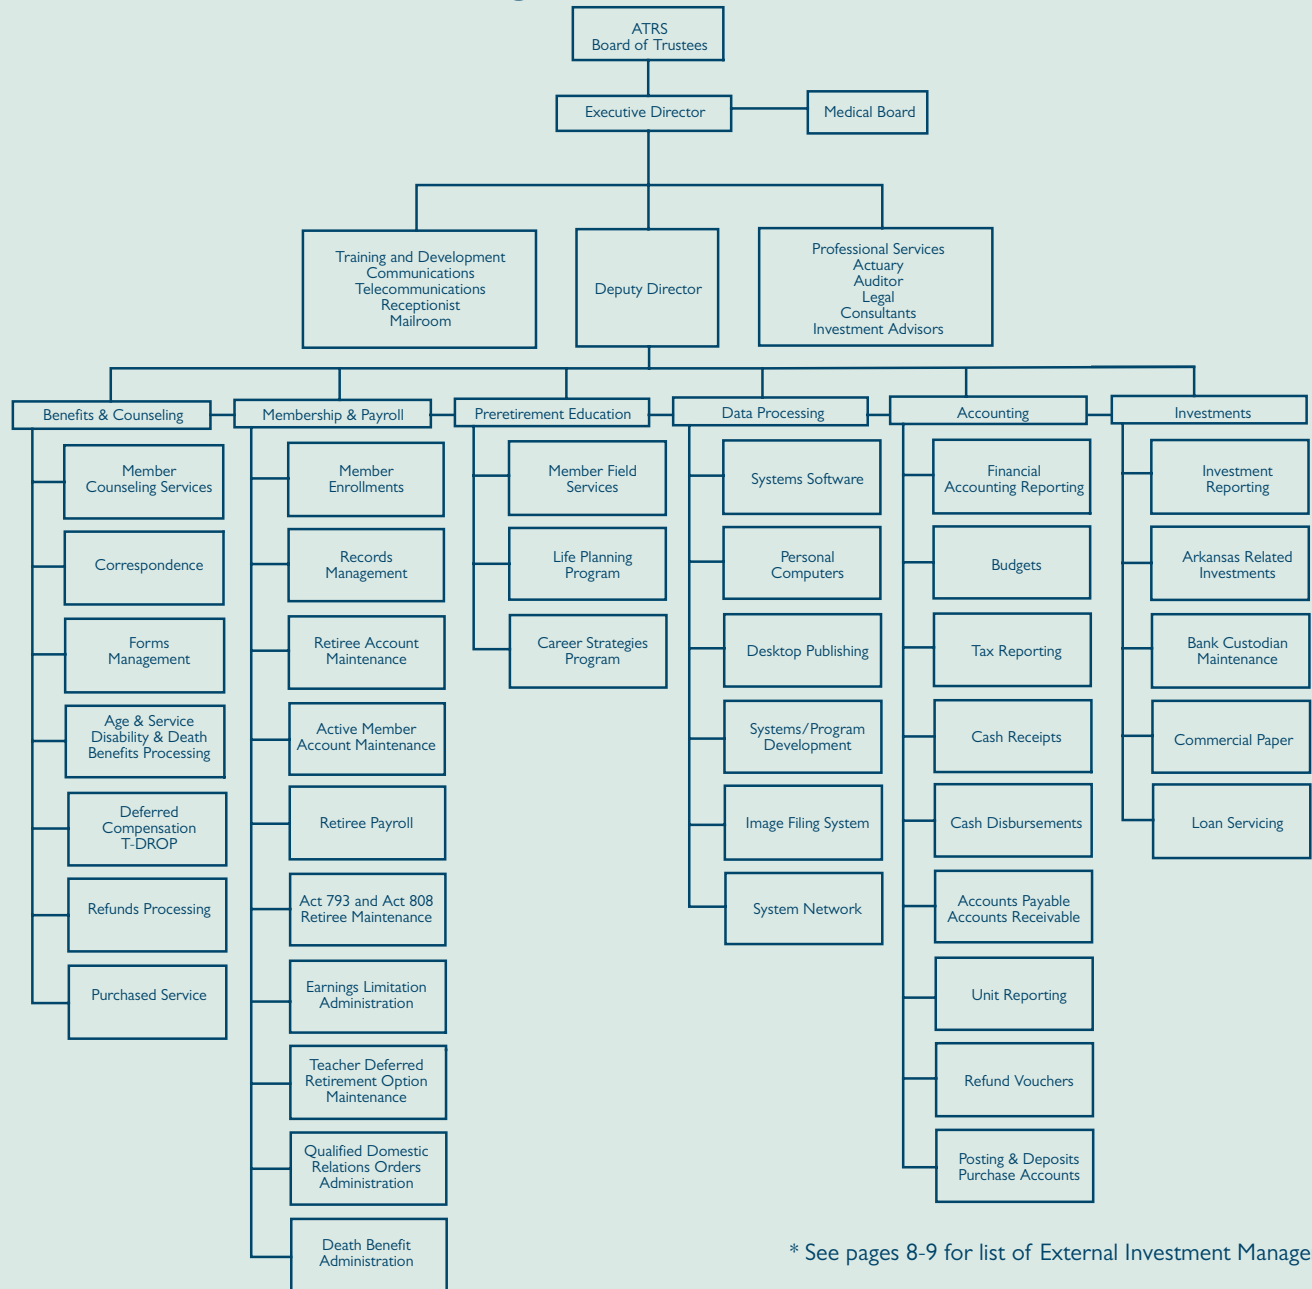 ATRS
Board of Trustees
Executive Director
Medical Board
Training and Development
Communications
Telecommunications
Receptionist
Mailroom
Deputy Director
Professional Services
Actuary
Auditor
Legal
Consultants
Investment Advisors
Benefits & Counseling
Membership & Payroll
Preretirement Education
Data Processing
Accounting
Investments
Member
Counseling Services
Correspondence
Forms
Management
Age & Service
Disability & Death
Benefits Processing
Deferred
Compensation
T-DROP
Refunds Processing
Purchased Service
Member
Enrollments
Records
Management
Retiree Account
Maintenance
Active Member
Account Maintenance
Retiree Payroll
Act 793 and Act 808
Retiree Maintenance
Earnings Limitation
Administration
Teacher Deferred
Retirement Option
Maintenance
Qualified Domestic
Relations Orders
Administration
Death Benefit
Administration
Member Field
Services
Life Planning
Program
Career Strategies
Program
Systems Software
Personal
Computers
Desktop Publishing
Systems/Program
Development
Image Filing System
System Network
Financial
Accounting Reporting
Budgets
Tax Reporting
Cash Receipts
Cash Disbursements
Accounts Payable
Accounts Receivable
Unit Reporting
Refund Vouchers
Posting & Deposits
Purchase Accounts
Investment
Reporting
Arkansas Related
Investments
Bank Custodian
Maintenance
Commercial Paper
Loan Servicing
* See pages 8-9 for list of External Investment Manage